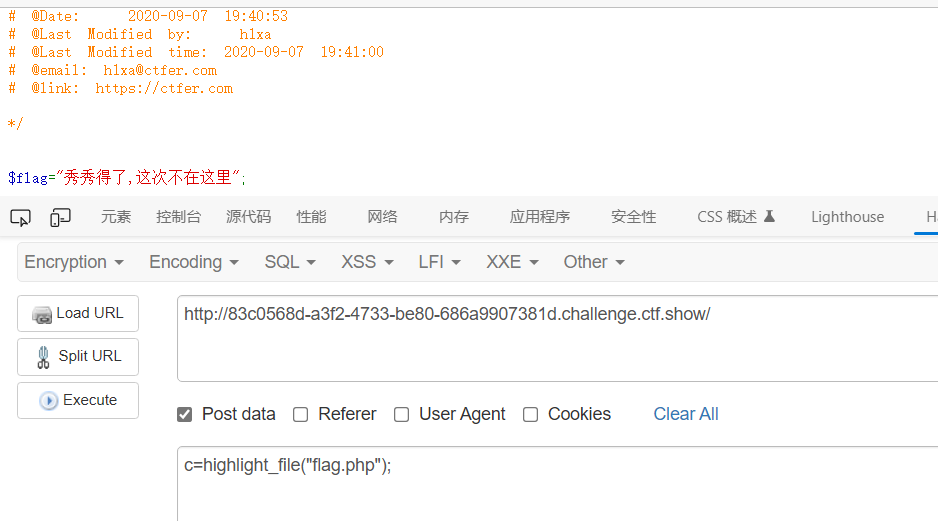 # @Date: 2020-09-07 19:40:53
# @Last Modified by: hlxa
# @Last Modified time: 2020-09-07 19:41:00
# @email: hlxa@ctfer.com
# @link: https://ctfer.com
*/
$flag="秀秀得了,这次不在这里";
元素 控制台 源代码 性能 网络 内存 应用程序 安全性 CSS 概述 Lighthouse
Encryption Encoding SQL XSS LFI XXE Other
Load URL
http://83c0568d-a3f2-4733-be80-686a9907381d.challenge.ctf.show/
Split URL
Execute
Post data Referer User Agent Cookies Clear All
c=highlight_file("flag.php");